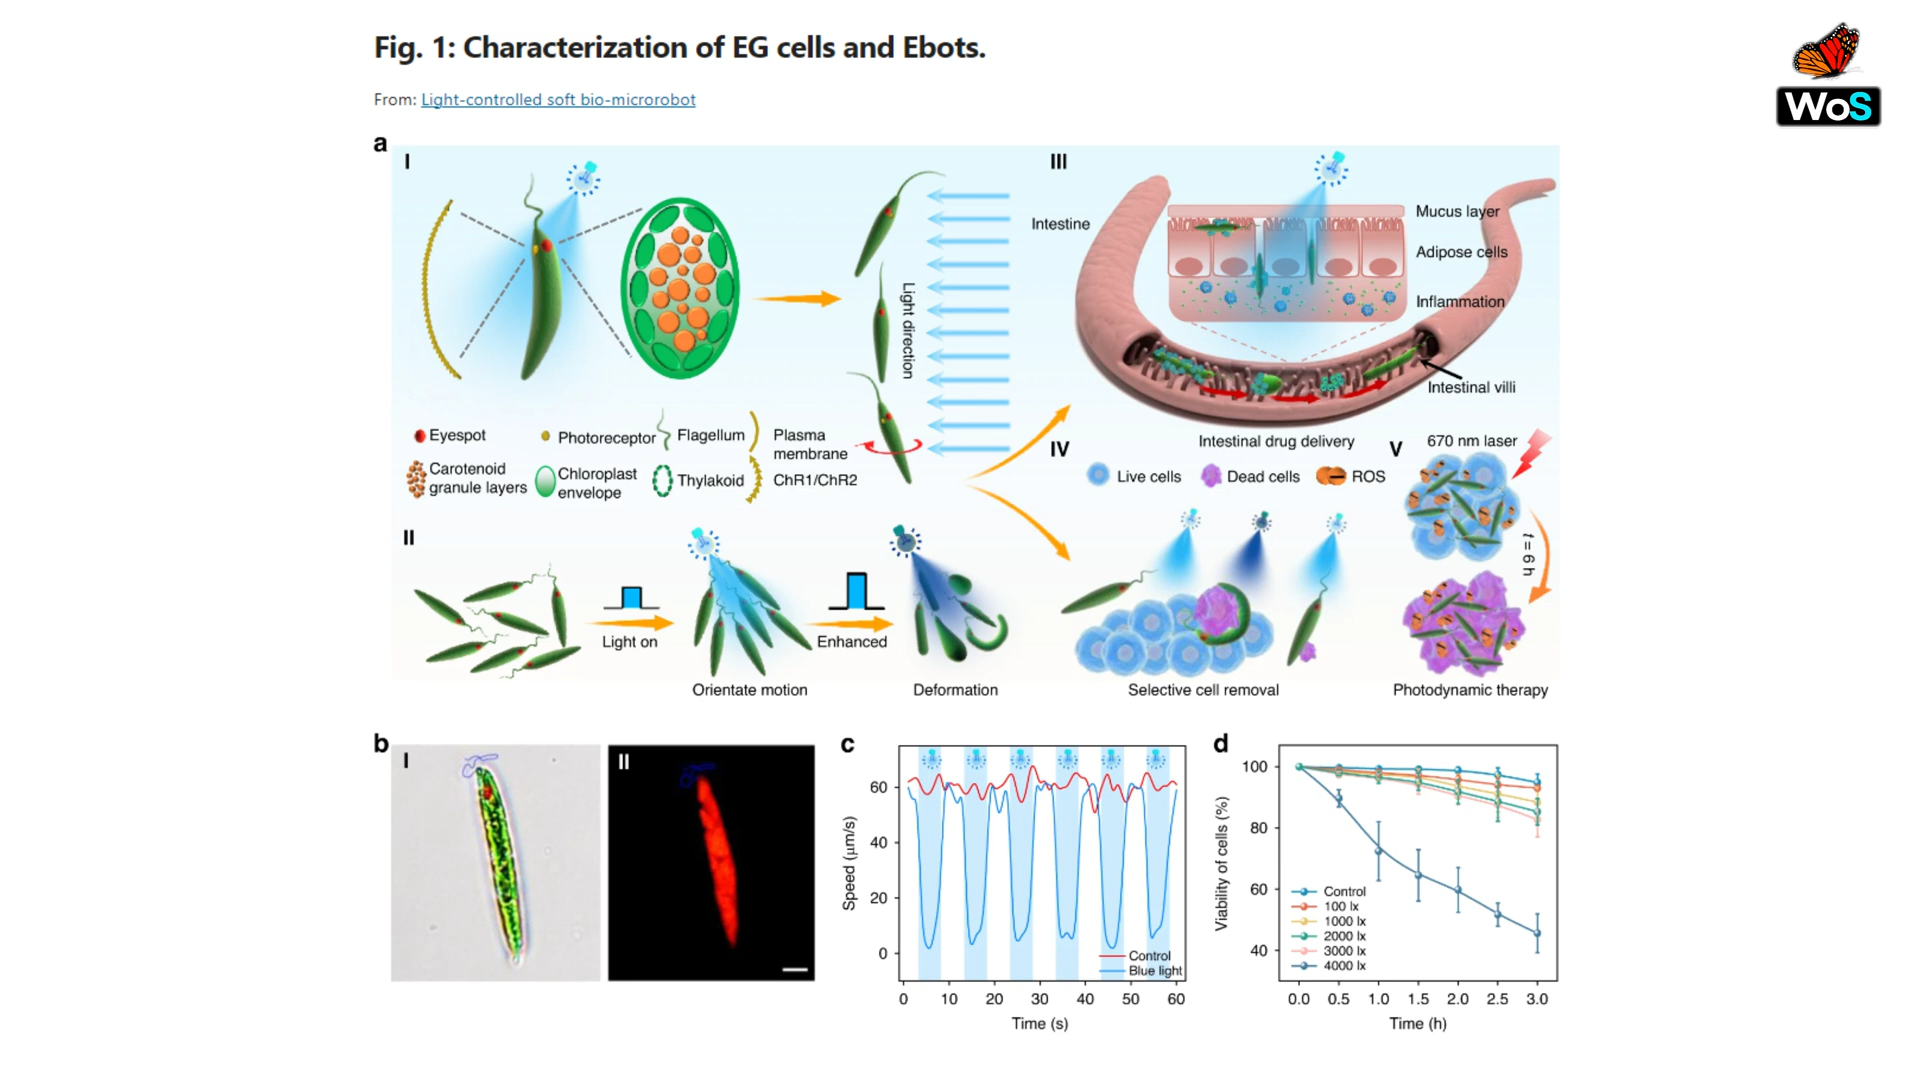 Fig. 1: Characterization of EG cells and Ebots.
From: Light-controlled soft bio-microrobot
WoS
a
I
Light direction
Eyespot
Photoreceptor
Flagellum
Plasma
membrane
Carotenoid
granule layers
Chloroplast
envelope
Thylakoid
ChR1/ChR2
II
Light on
Enhanced
Orientate motion
Deformation
III
Intestine
Mucus layer
Adipose cells
Inflammation
Intestinal villi
Intestinal drug delivery
IV
Live cells
Dead cells
ROS
Selective cell removal
V
670 nm laser
t = 6 h
Photodynamic therapy
b
I
II
c
Speed (μm/s)
60
40
20
0
Control
Blue light
0 10 20 30 40 50 60
Time (s)
d
Viability of cells (%)
100
80
60
40
Control
100 lx
1000 lx
2000 lx
3000 lx
4000 lx
0.0 0.5 1.0 1.5 2.0 2.5 3.0
Time (h)